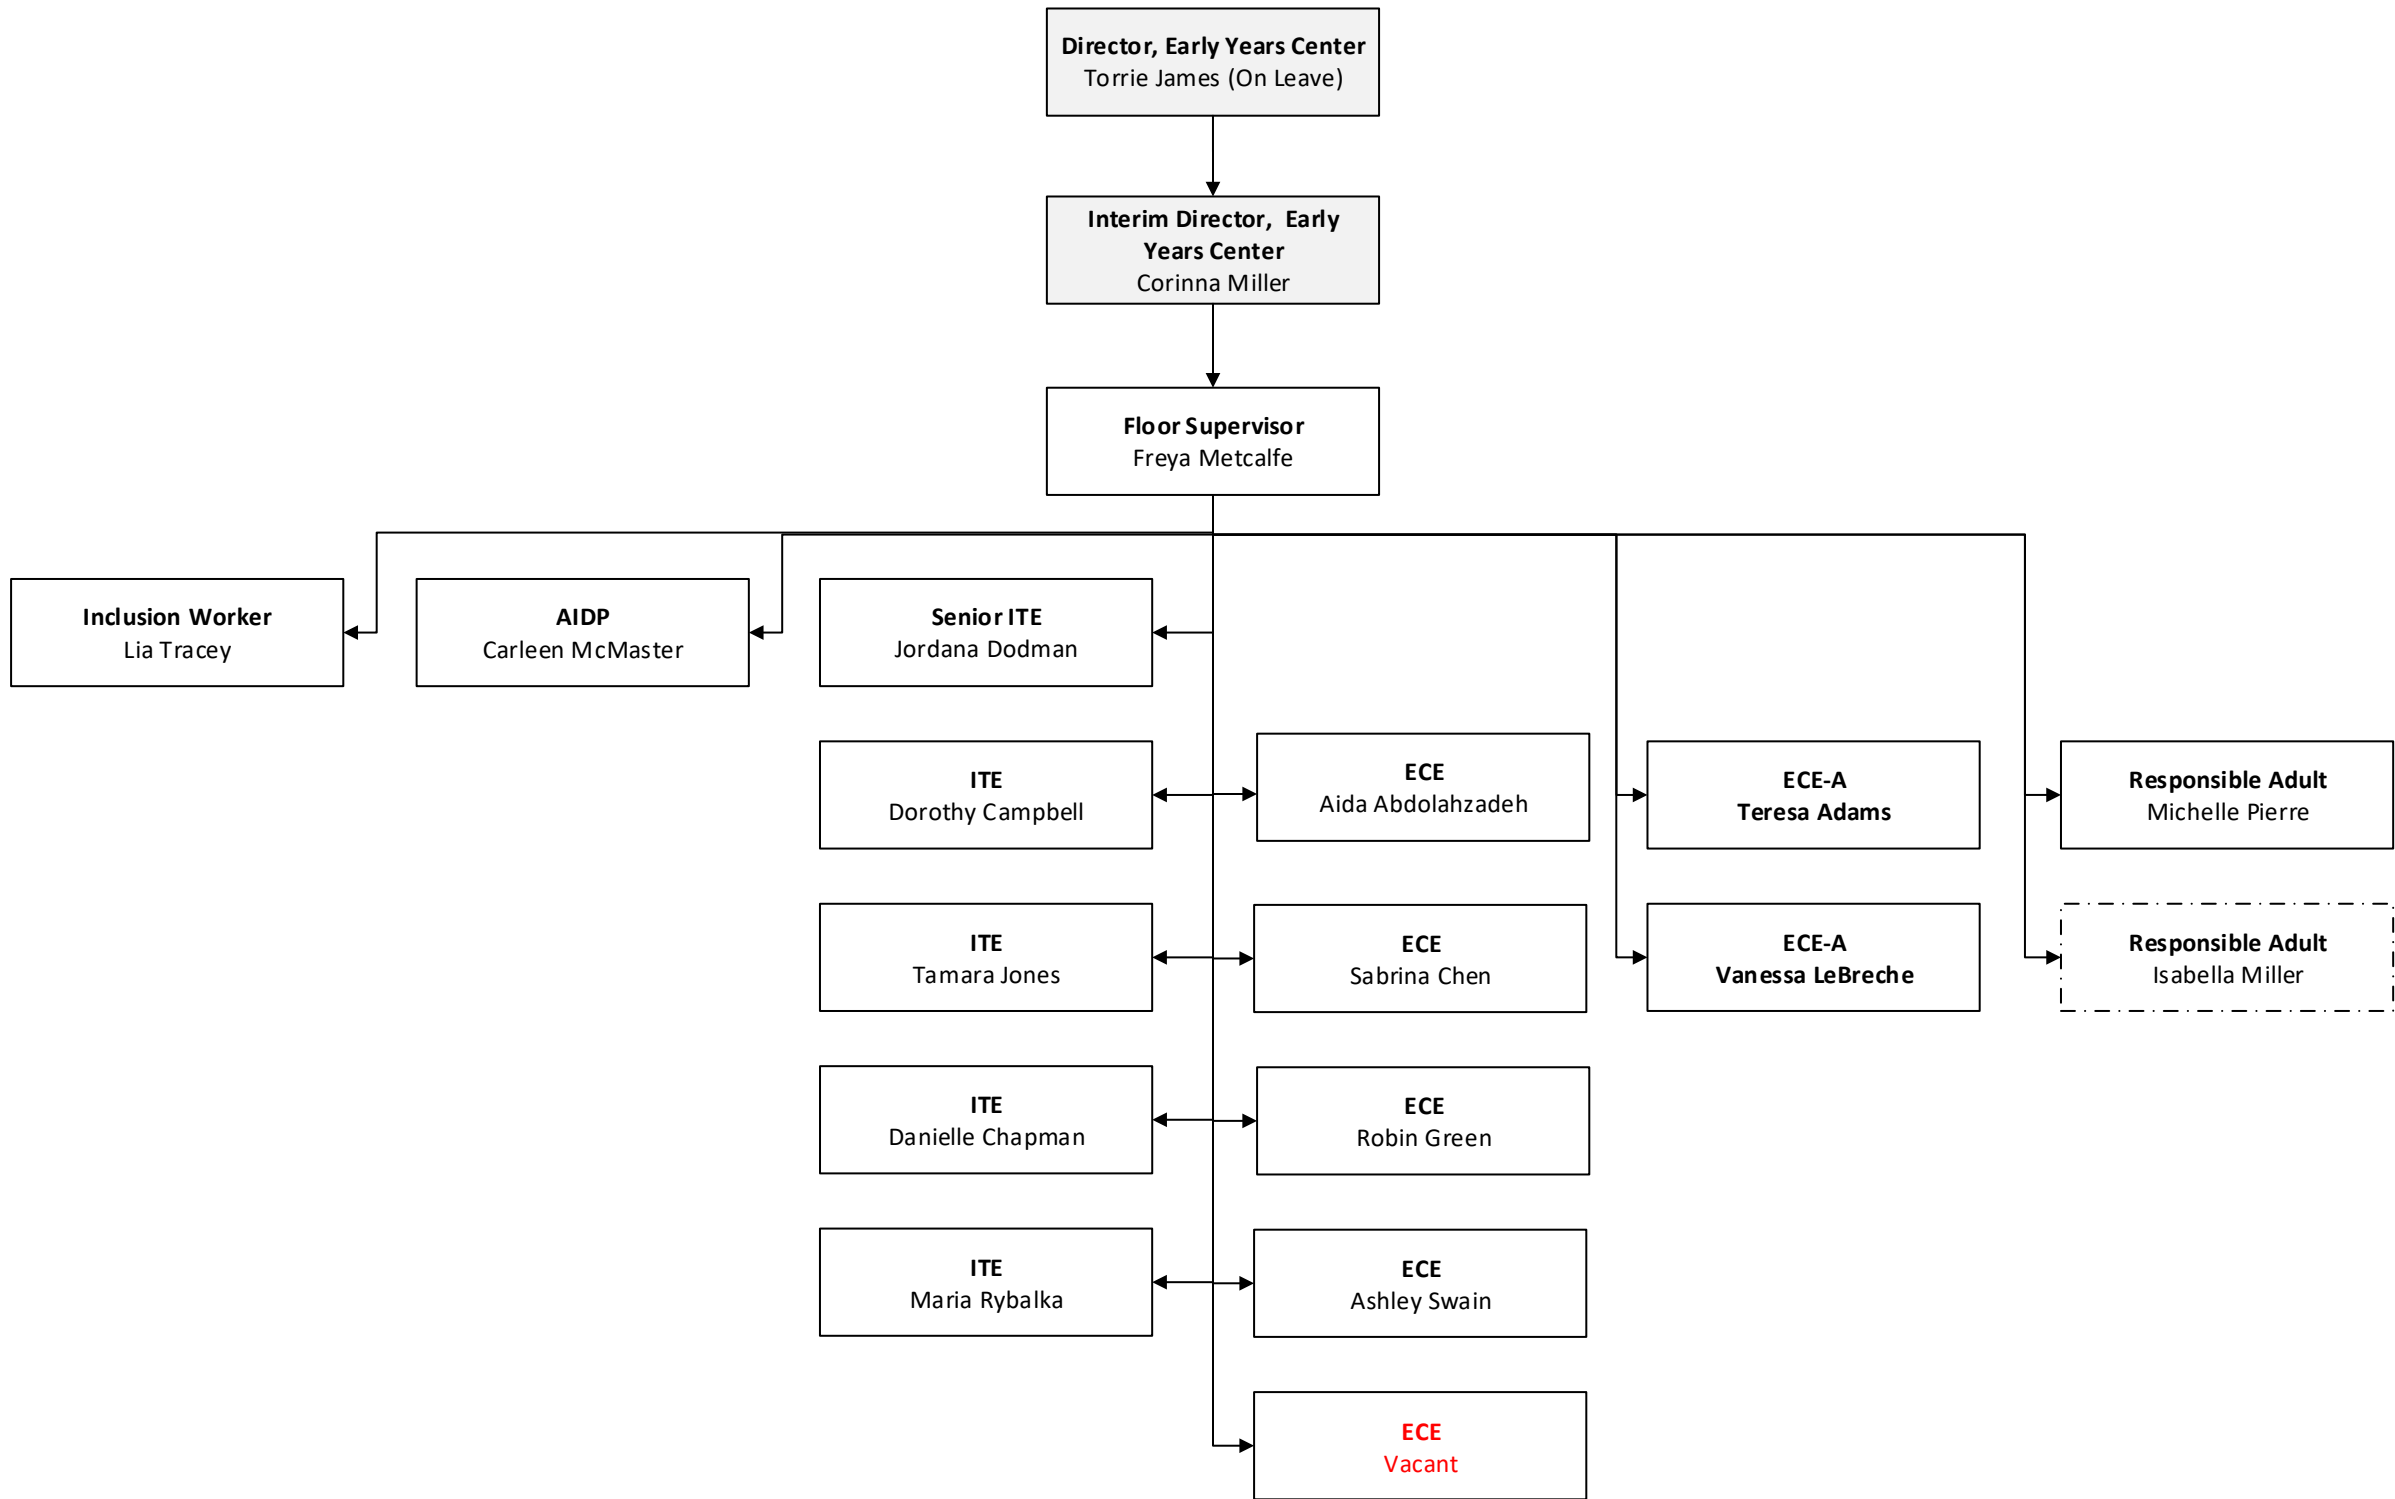 Director, Early Years Center
Torrie James (On Leave)
Interim Director, Early
Years Center
Corinna Miller
Floor Supervisor
Freya Metcalfe
Inclusion Worker
Lia Tracey
AIDP
Carleen McMaster
Senior ITE
Jordana Dodman
ITE
Dorothy Campbell
ECE
Aida Abdolahzadeh
ECE-A
Teresa Adams
Responsible Adult
Michelle Pierre
ITE
Tamara Jones
ECE
Sabrina Chen
ECE-A
Vanessa LeBreche
Responsible Adult
Isabella Miller
ITE
Danielle Chapman
ECE
Robin Green
ITE
Maria Rybalka
ECE
Ashley Swain
ECE
Vacant